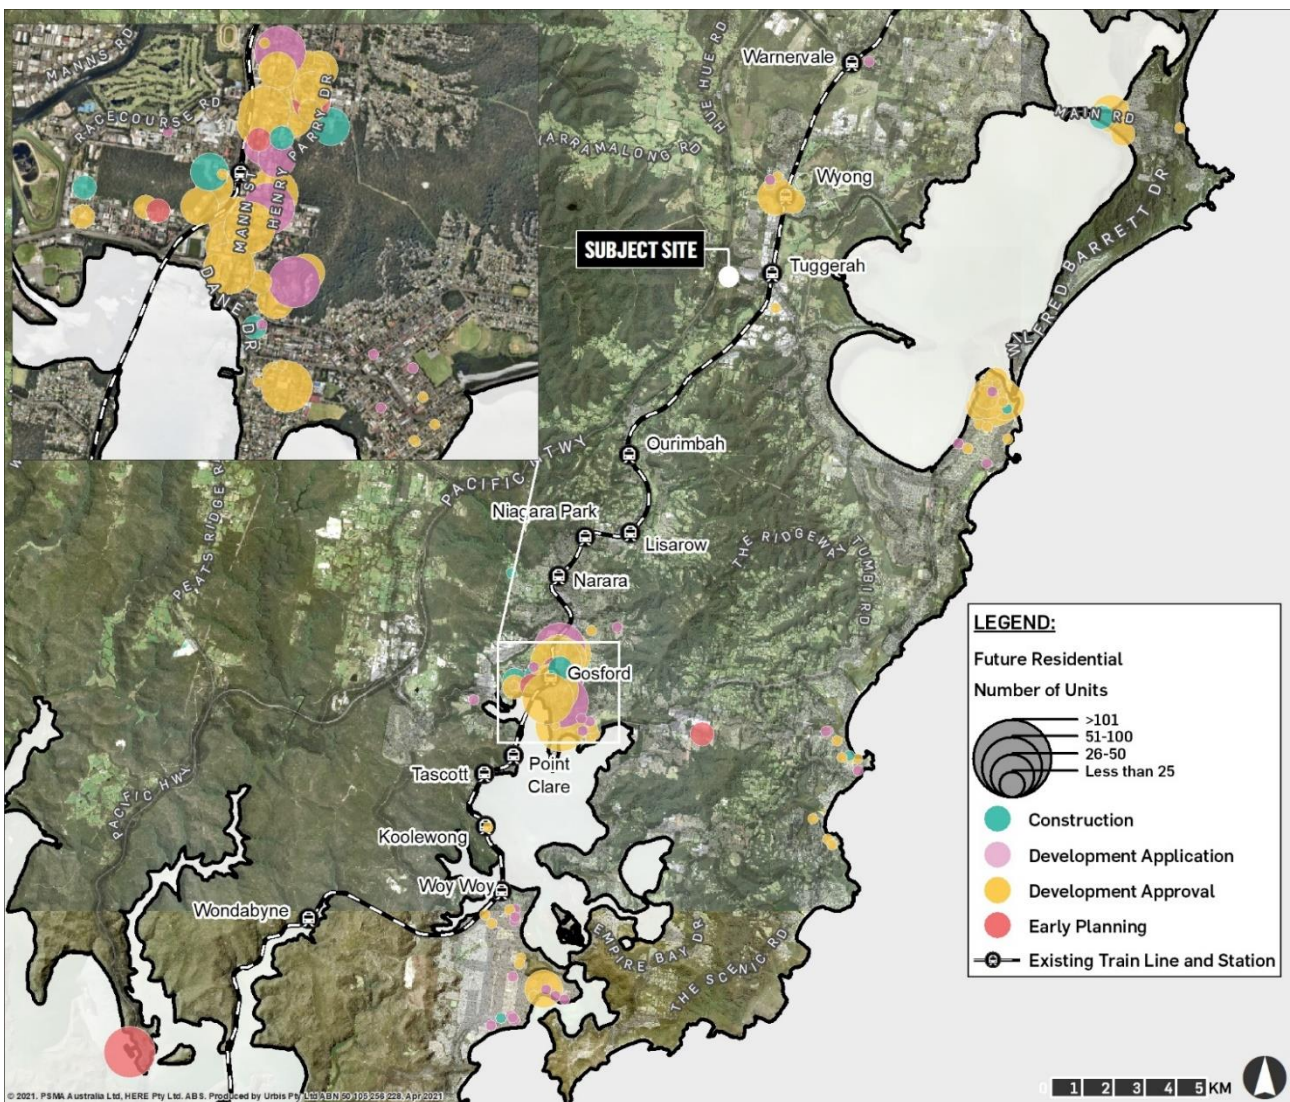 MANNS RD
RACECOURSE RD
HENRY PARRY DR
MANN ST
DANE DR
HUE HUE RD
Warnervale
YARRAMALONG RD
MAIN RD
Wyong
SUBJECT SITE
Tuggerah
WILFRED BARRETT DR
Ourimbah
PACIFIC HTWY
Niagara Park
Lisarow
PEATS RIDGE R
THE RIDGEWAY
TUMBI RD
Narara
Gosford
Point
Clare
Tascott
PACIFIC HWY
Koolewong
Woy Woy
Wondabyne
EMPIRE BAY DR
THE SCENIC RD
LEGEND:
Future Residential
Number of Units
>101
51-100
26-50
Less than 25
Construction
Development Application
Development Approval
Early Planning
Existing Train Line and Station
0 1 2 3 4 5 KM
© 2021. PSMA Australia Ltd, HERE Pty Ltd. ABS. Produced by Urbis Pty Ltd ABN 50 105 256 228, Apr 2021